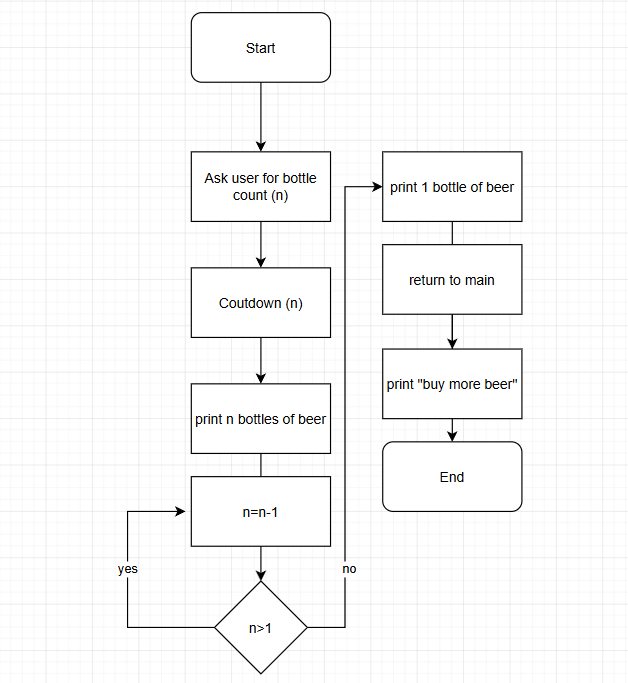 Start
Ask user for bottle
count (n)
Coutdown (n)
print n bottles of beer
n=n-1
yes
n>1
no
print 1 bottle of beer
return to main
print "buy more beer"
End